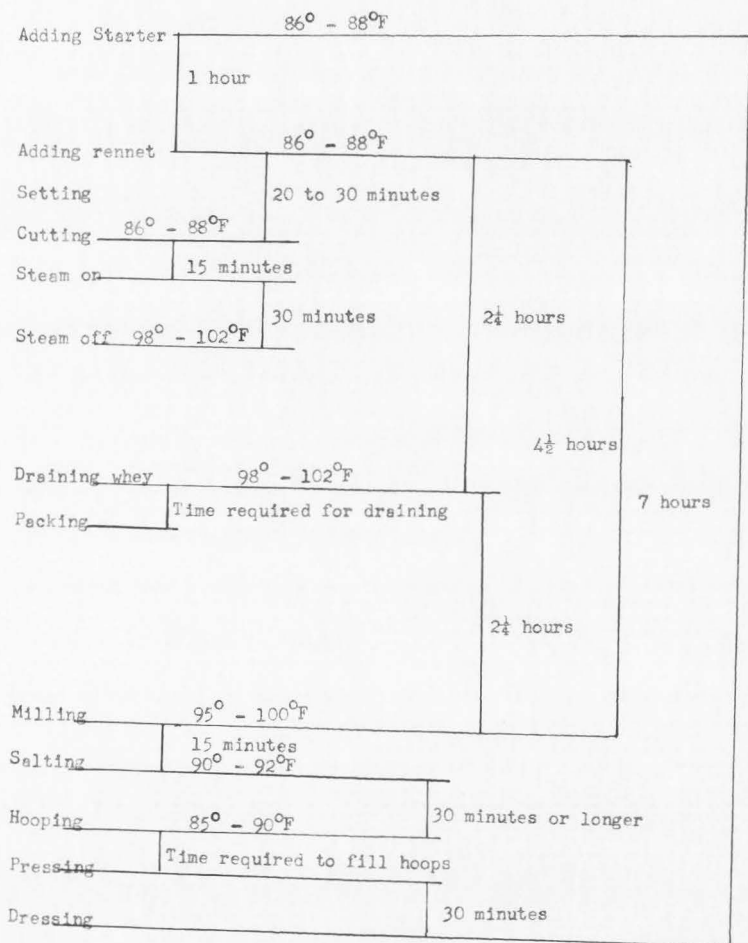 86° - 88°F
Adding Starter
1 hour
Adding rennet 86° - 88°F
Setting 20 to 30 minutes
Cutting 86° - 88°F
Steam on 15 minutes
30 minutes 2¼ hours
Steam off 98° - 102°F
4½ hours
Draining whey 98° - 102°F
7 hours
Packing Time required for draining
2¼ hours
Milling 95° - 100°F
15 minutes
Salting 90° - 92°F
Hooping 85° - 90°F 30 minutes or longer
Pressing Time required to fill hoops
Dressing 30 minutes